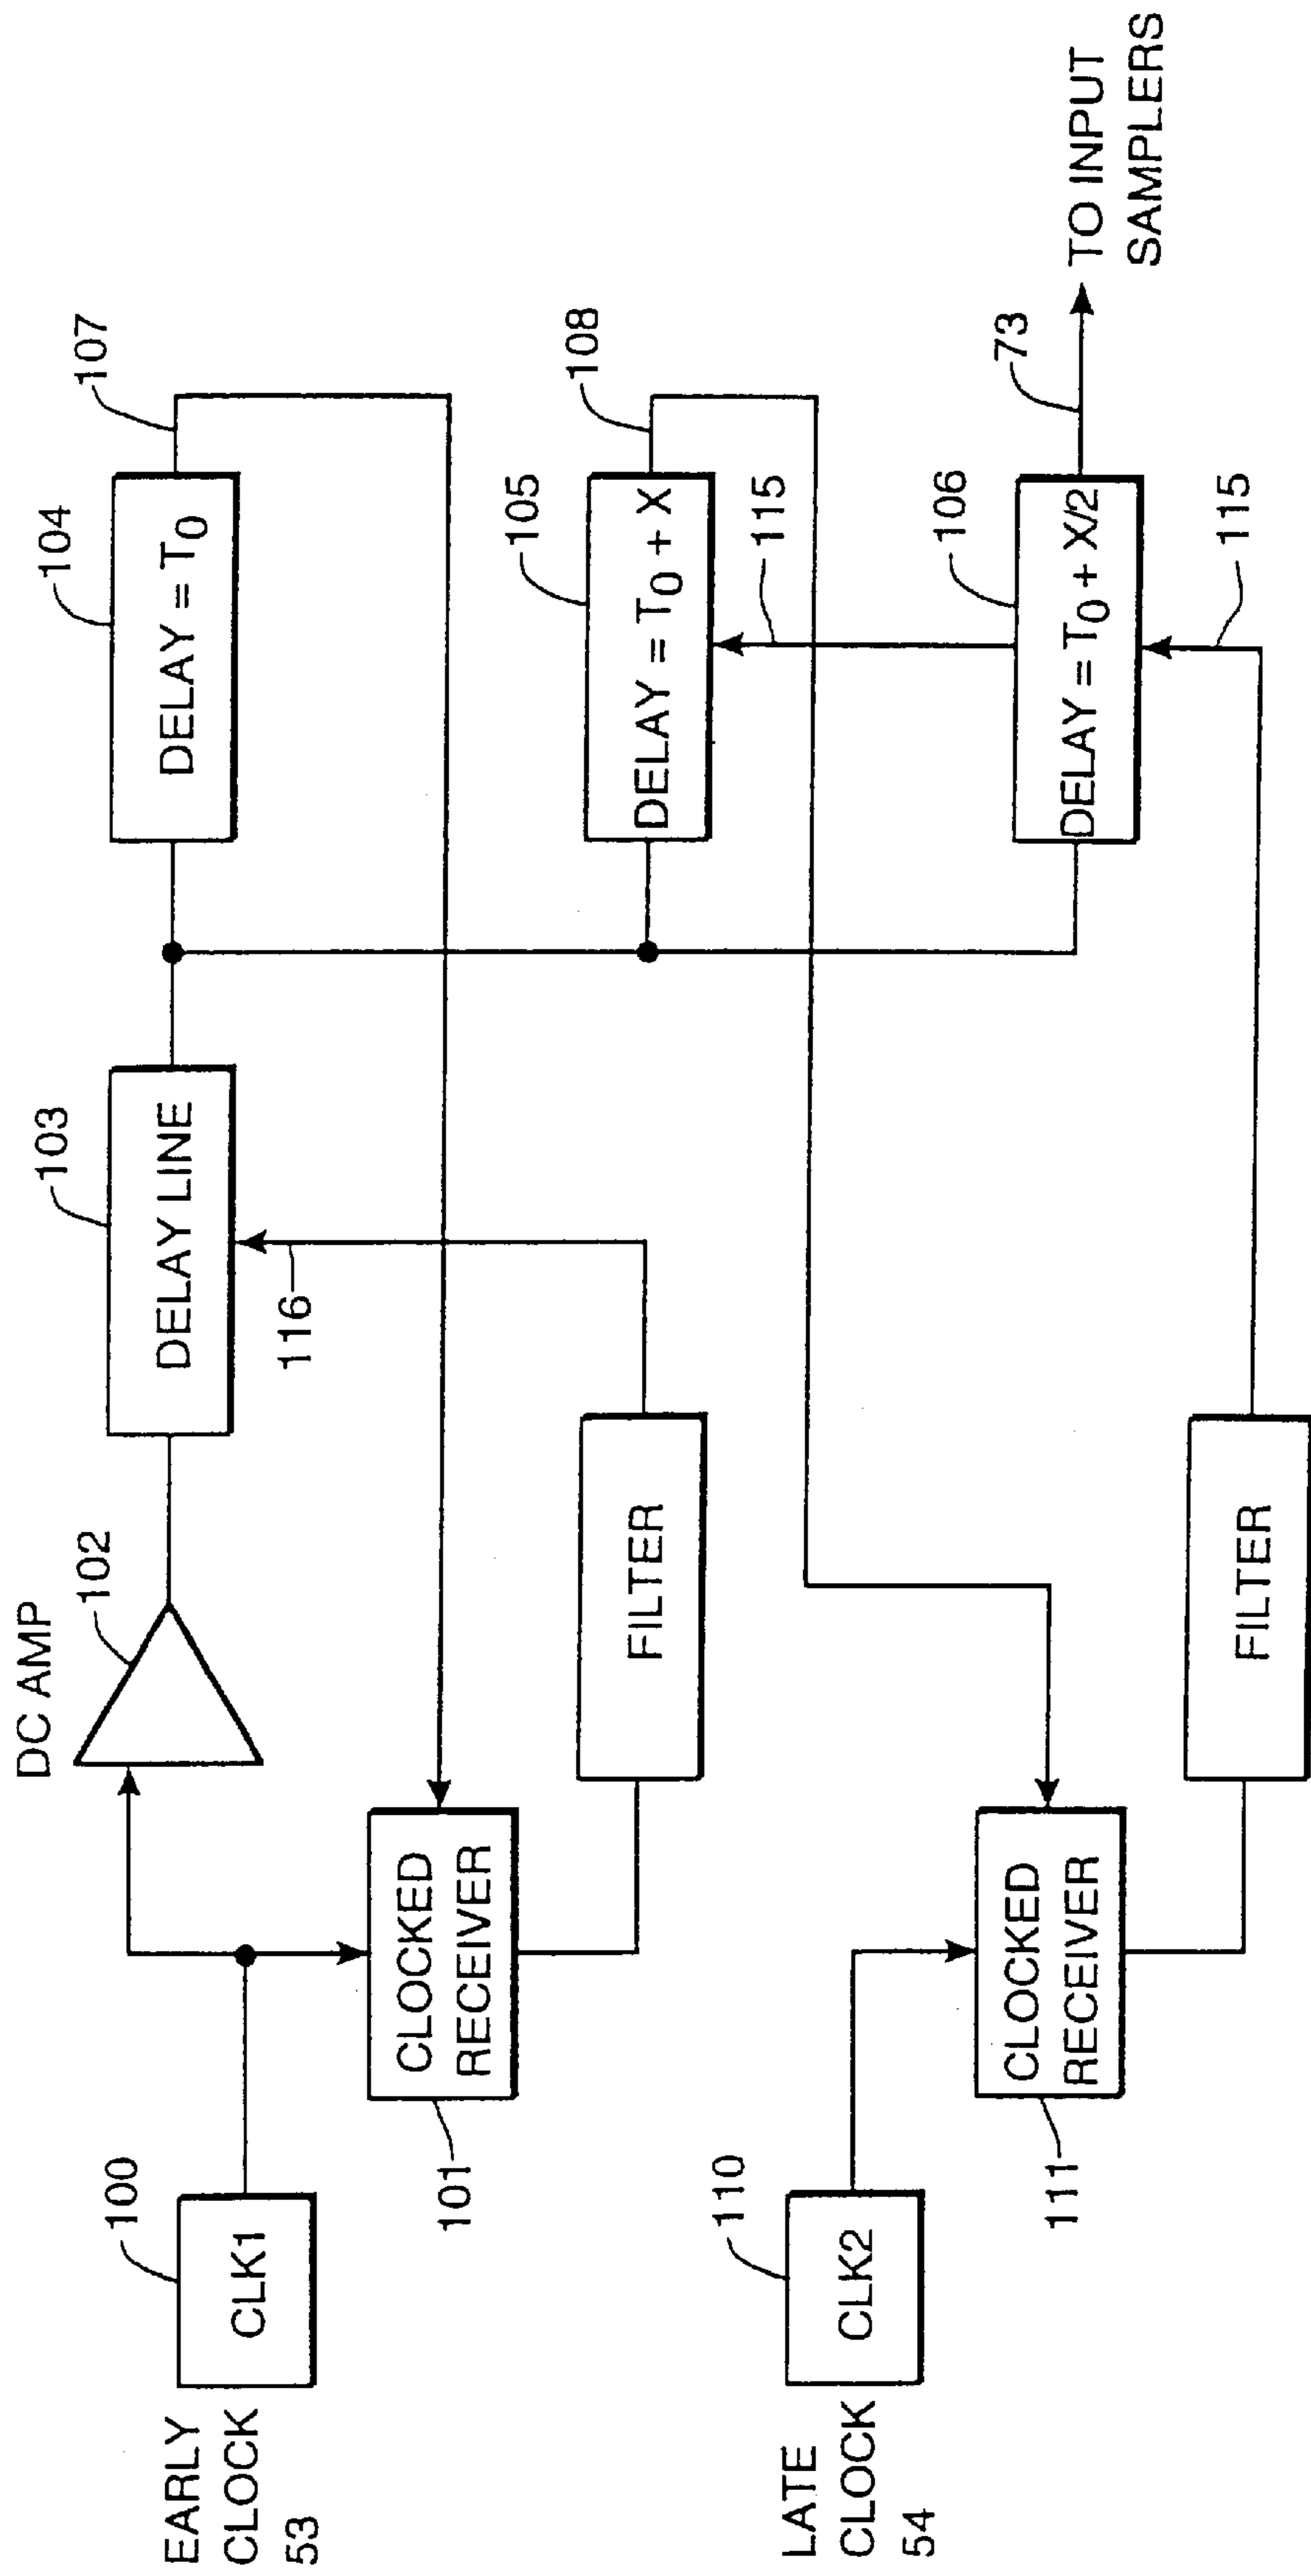 EARLY
CLOCK
53
100
CLK1
DC AMP
102
103
DELAY LINE
104
DELAY = T0
107
116
101
CLOCKED
RECEIVER
FILTER
105
DELAY = T0 + X
108
115
LATE
CLOCK
54
110
CLK2
111
CLOCKED
RECEIVER
FILTER
106
DELAY = T0 + X/2
73
115
TO INPUT
SAMPLERS